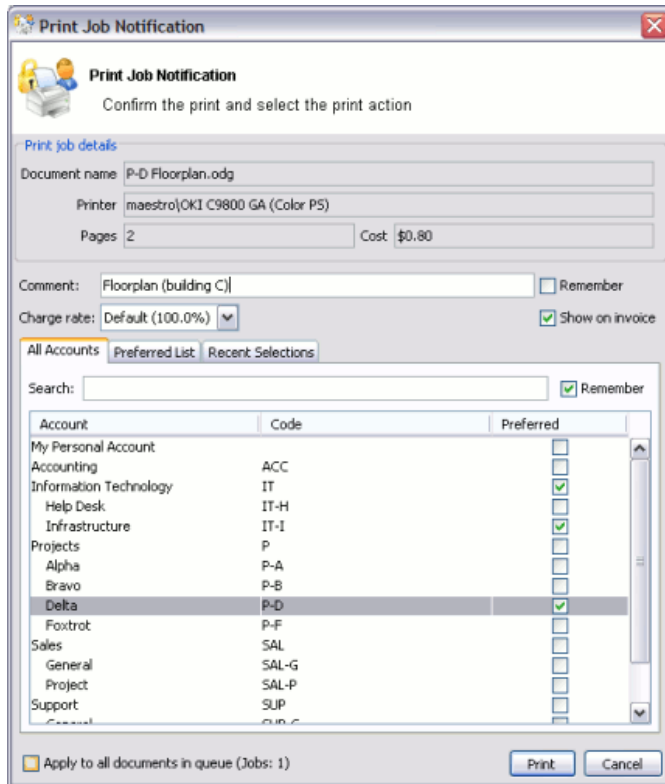 Print Job Notification
Print Job Notification
Confirm the print and select the print action
Print job details
Document name P-D Floorplan.odg
Printer maestro\OKI C9800 GA (Color PS)
Pages 2 Cost $0.80
Comment: Floorplan (building C) Remember
Charge rate: Default (100.0%) Show on invoice
All Accounts Preferred List Recent Selections
Search: Remember
Account Code Preferred
My Personal Account
Accounting ACC
Information Technology IT
Help Desk IT-H
Infrastructure IT-I
Projects P
Alpha P-A
Bravo P-B
Delta P-D
Foxtrot P-F
Sales SAL
General SAL-G
Project SAL-P
Support SUP
General SUP-G
Apply to all documents in queue (Jobs: 1) Print Cancel